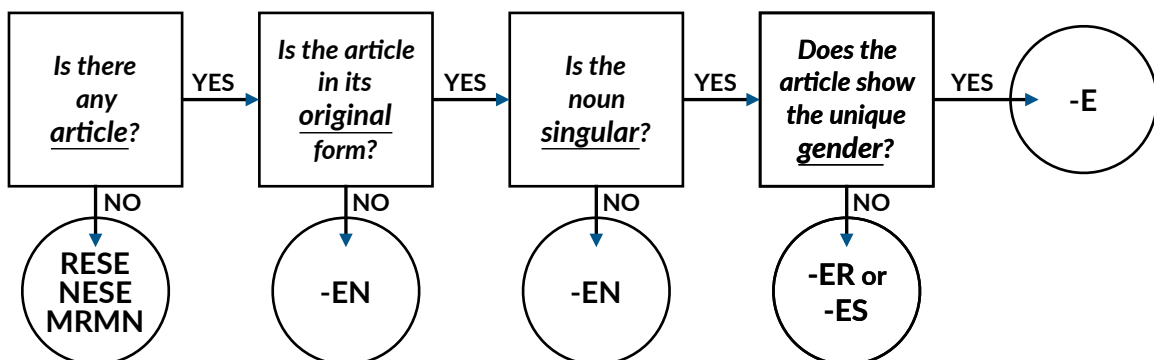 Is there
any
article?
YES
NO
RESE
NESE
MRMN
Is the article
in its
original
form?
YES
NO
-EN
Is the
noun
singular?
YES
NO
-EN
Does the
article show
the unique
gender?
YES
NO
-ER or
-ES
-E